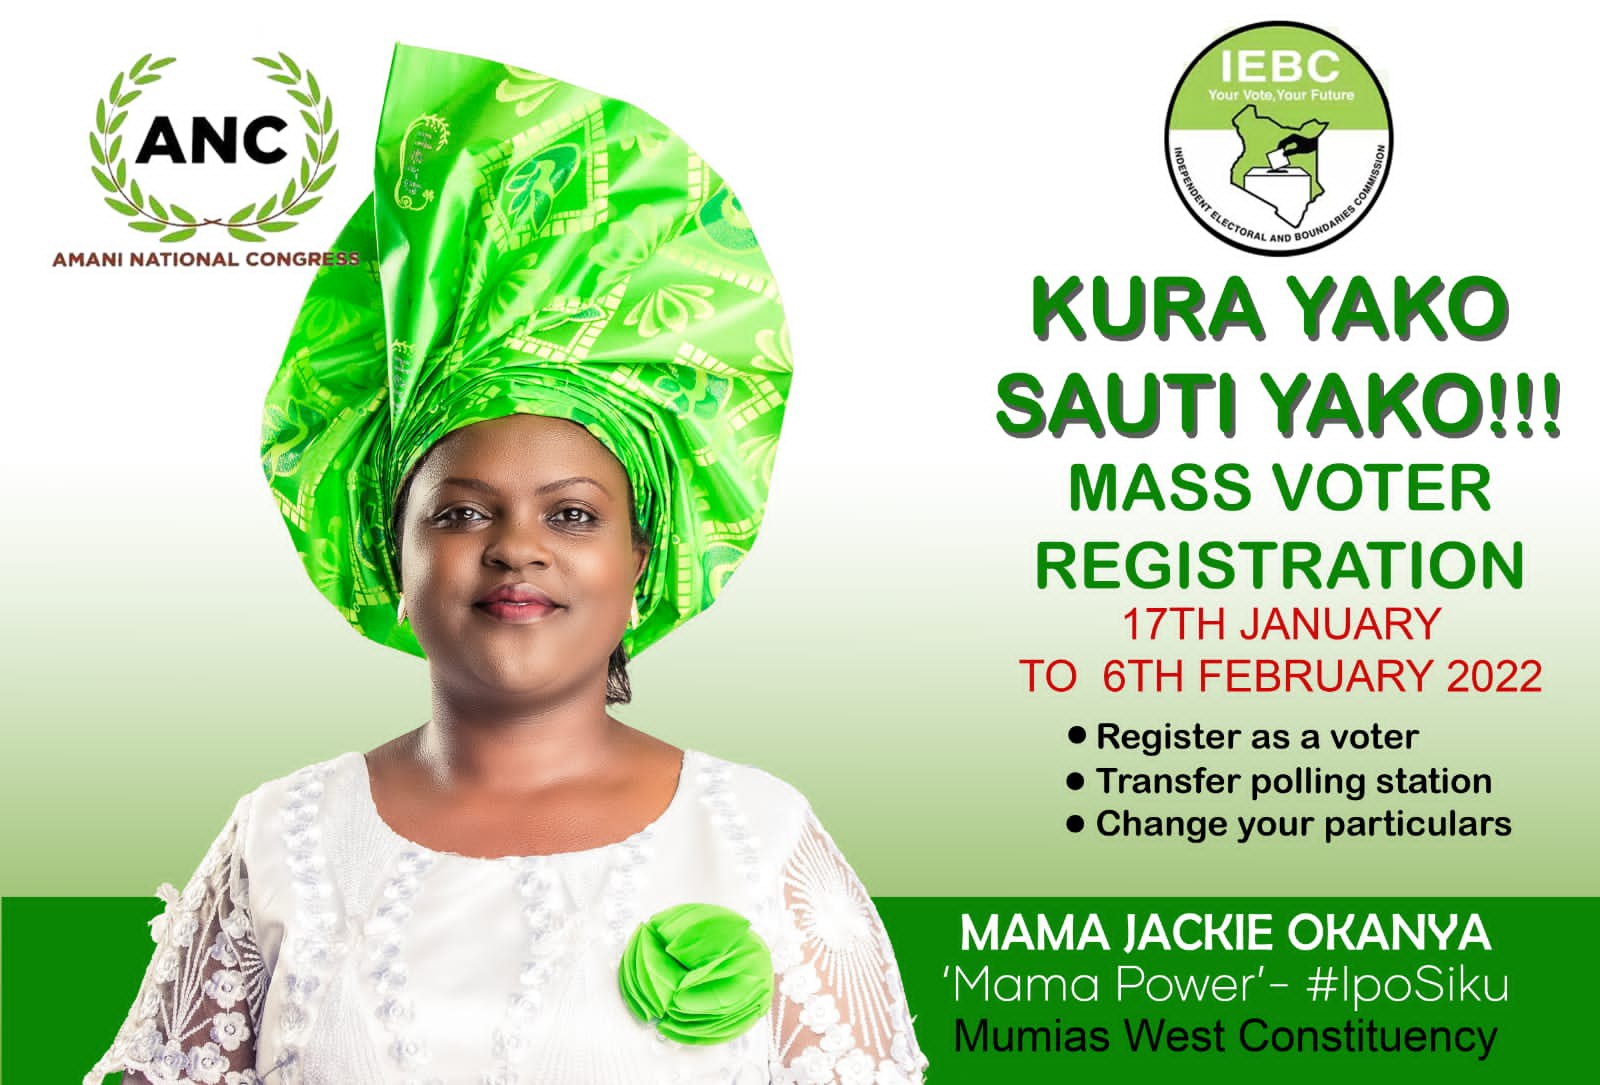 ANC
AMANI NATIONAL CONGRESS
IEBC
Your Vote, Your Future
INDEPENDENT ELECTORAL AND BOUNDARIES COMMISSION
KURA YAKO
SAUTI YAKO!!!
MASS VOTER
REGISTRATION
17TH JANUARY
TO 6TH FEBRUARY 2022
• Register as a voter
• Transfer polling station
• Change your particulars
MAMA JACKIE OKANYA
‘Mama Power’- #IpoSiku
Mumias West Constituency